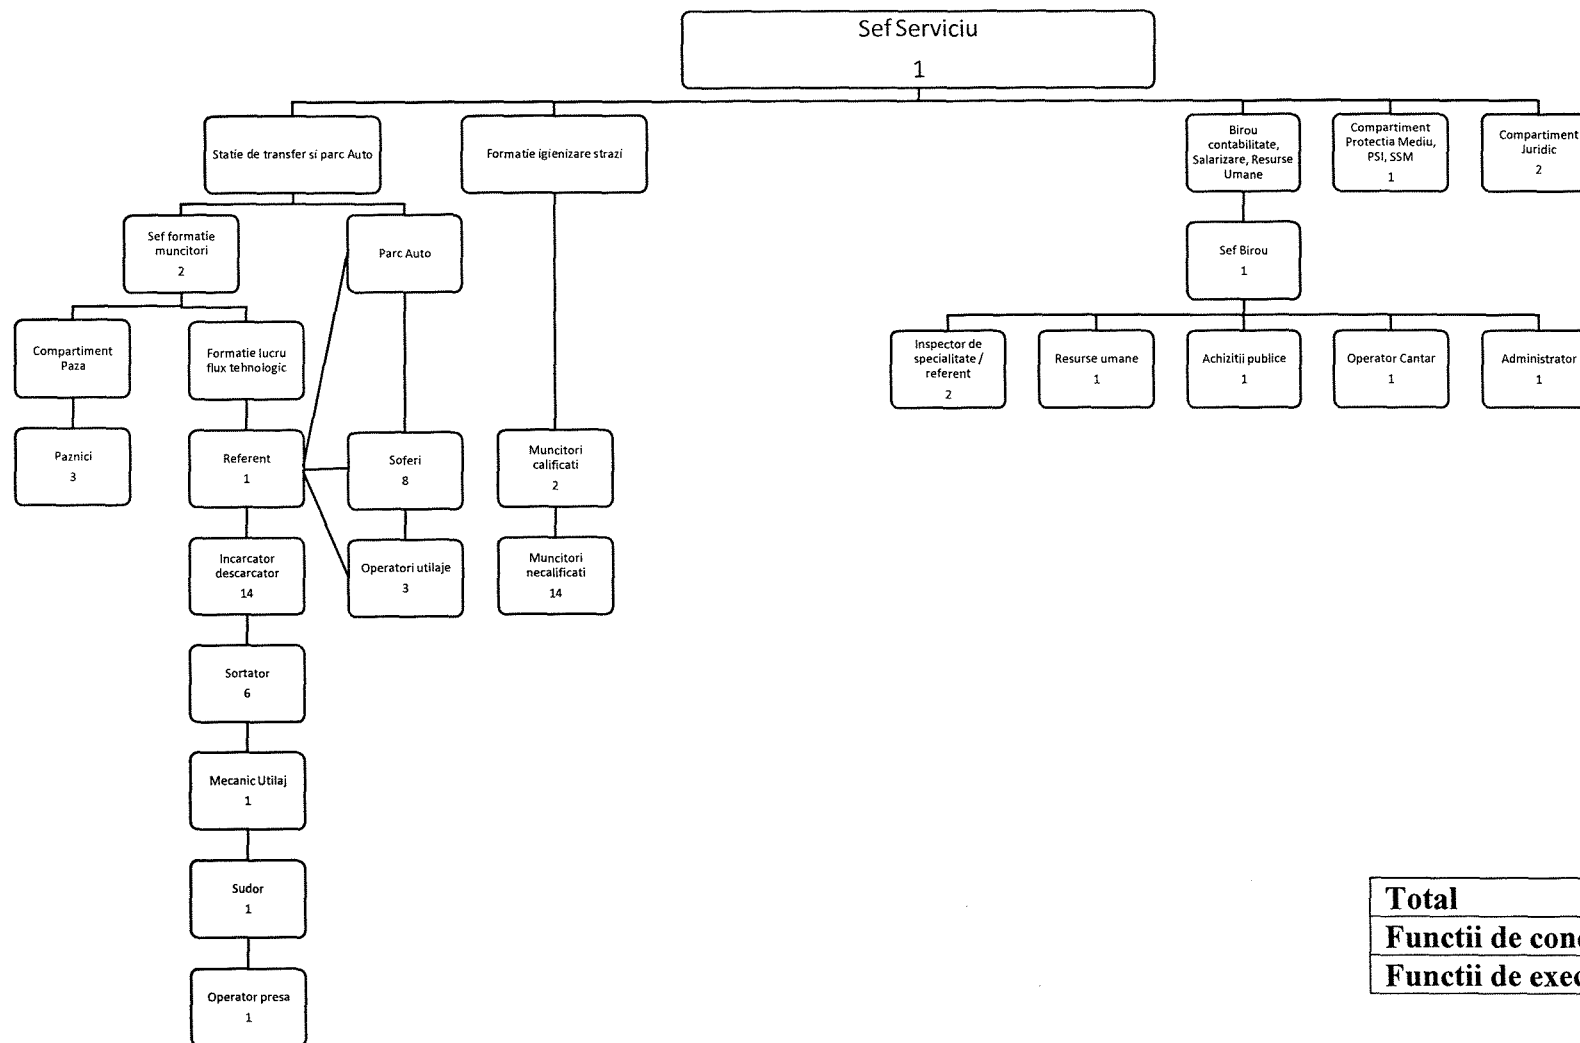 Sef Serviciu
1
Statie de transfer si parc Auto
Formatie igienizare strazi
Birou
contabilitate,
Salarizare, Resurse
Umane
Compartiment
Protectia Mediu,
PSI, SSM
1
Compartiment
Juridic
2
Sef formatie
muncitori
2
Parc Auto
Sef Birou
1
Compartiment
Paza
Formatie lucru
flux tehnologic
Inspector de
specialitate /
referent
2
Resurse umane
1
Achizitii publice
1
Operator Cantar
1
Administrator
1
Paznici
3
Referent
1
Soferi
8
Muncitori
calificati
2
Incarcator
descarcator
14
Operatori utilaje
3
Muncitori
necalificati
14
Sortator
6
Mecanic Utilaj
1
Sudor
1
Operator presa
1
Total
Functii de
Functii de